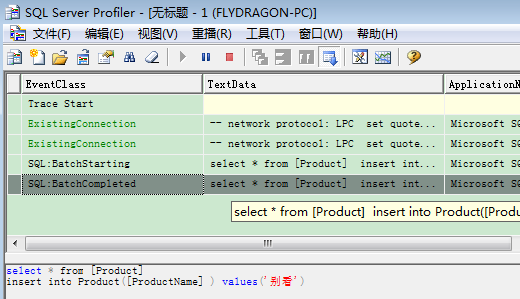 SQL Server Profiler - [无标题 - 1 (FLYDRAGON-PC)]
文件(F) 编辑(E) 视图(V) 重播(R) 工具(T) 窗口(W) 帮助(H)
EventClass TextData ApplicationN
Trace Start
ExistingConnection -- network protocol: LPC set quote... Microsoft SQ
ExistingConnection -- network protocol: LPC set quote... Microsoft SQ
SQL:BatchStarting select * from [Product] insert int... Microsoft SQ
SQL:BatchCompleted select * from [Product] insert int... Microsoft SQ
select * from [Product] insert into Product([Produc
select * from [Product]
insert into Product([ProductName] ) values('别看')